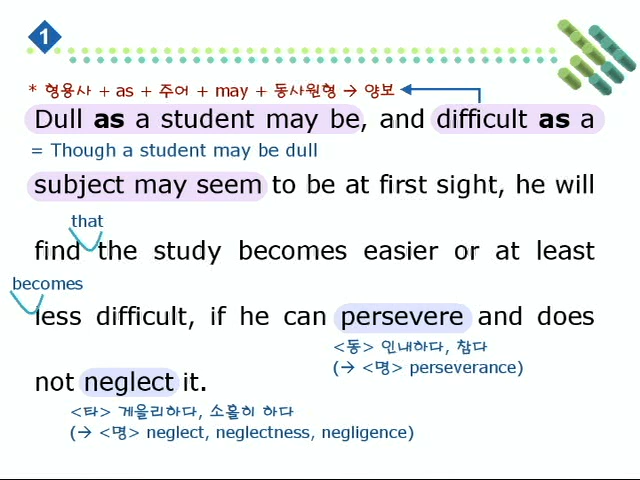 1
* 형용사 + as + 주어 + may + 동사원형 → 양보
Dull as a student may be, and difficult as a
= Though a student may be dull
subject may seem to be at first sight, he will
that
find the study becomes easier or at least
becomes
less difficult, if he can persevere and does
<동> 인내하다, 참다
(→ <명> perseverance)
not neglect it.
<타> 게을리하다, 소홀히 하다
(→ <명> neglect, neglectness, negligence)